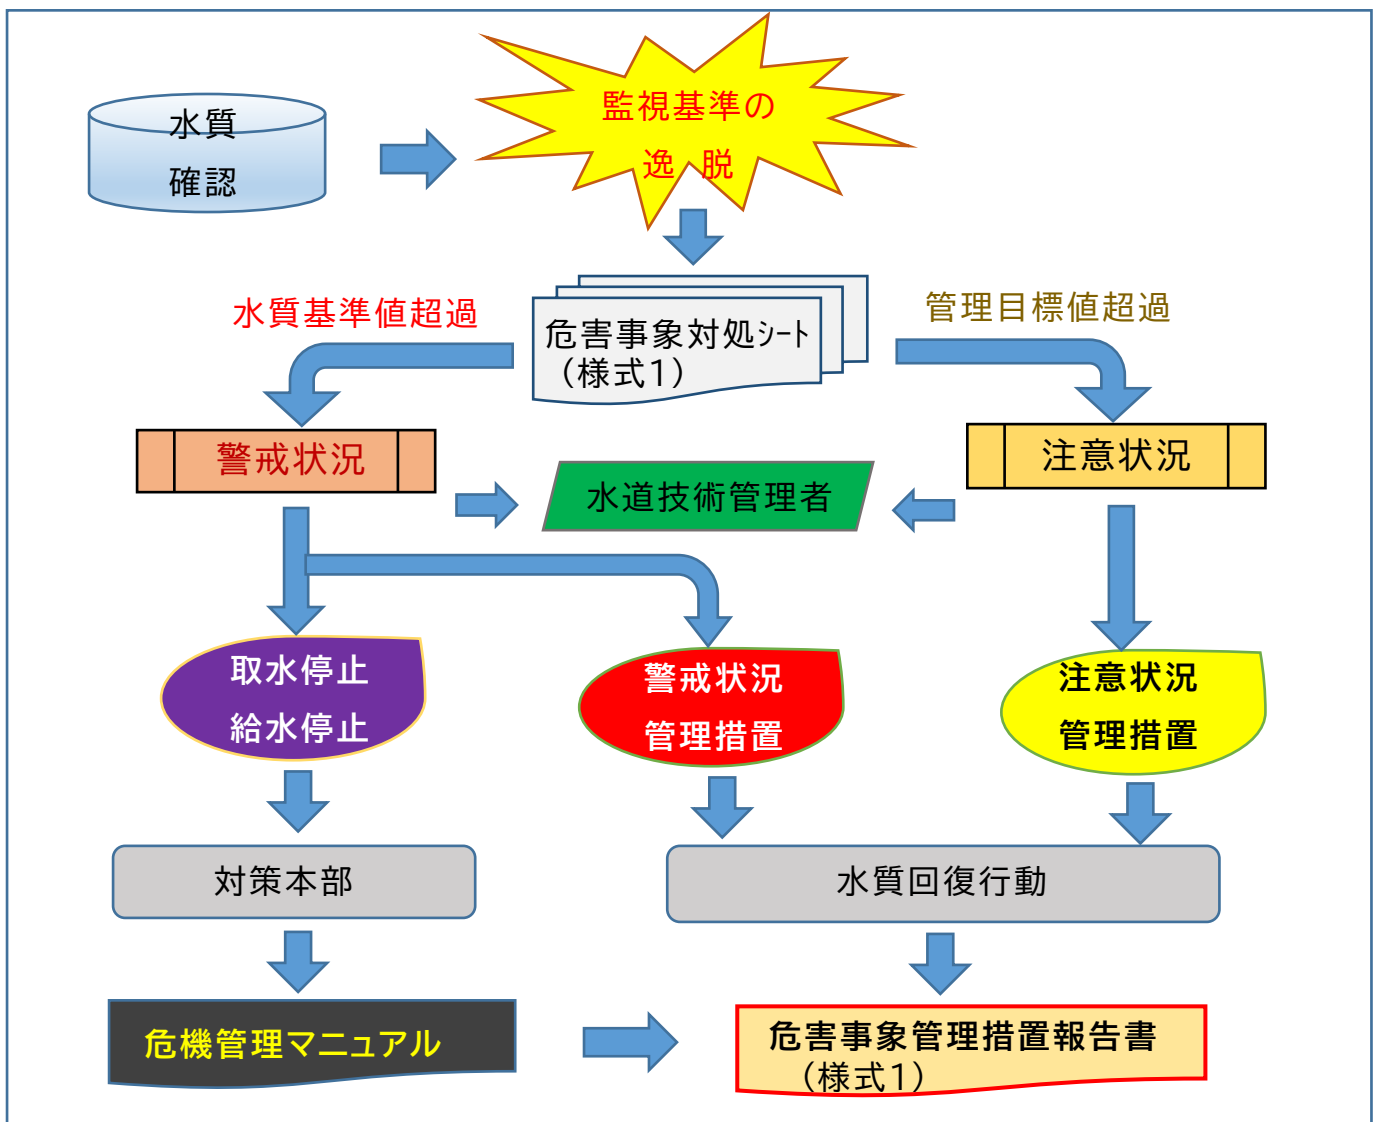 水質
確認
監視基準の
逸 脱
水質基準値超過
危害事象対処ｼｰﾄ
（様式１）
管理目標値超過
警戒状況
水道技術管理者
注意状況
取水停止
給水停止
警戒状況
管理措置
注意状況
管理措置
対策本部
水質回復行動
危機管理マニュアル
危害事象管理措置報告書
（様式１）